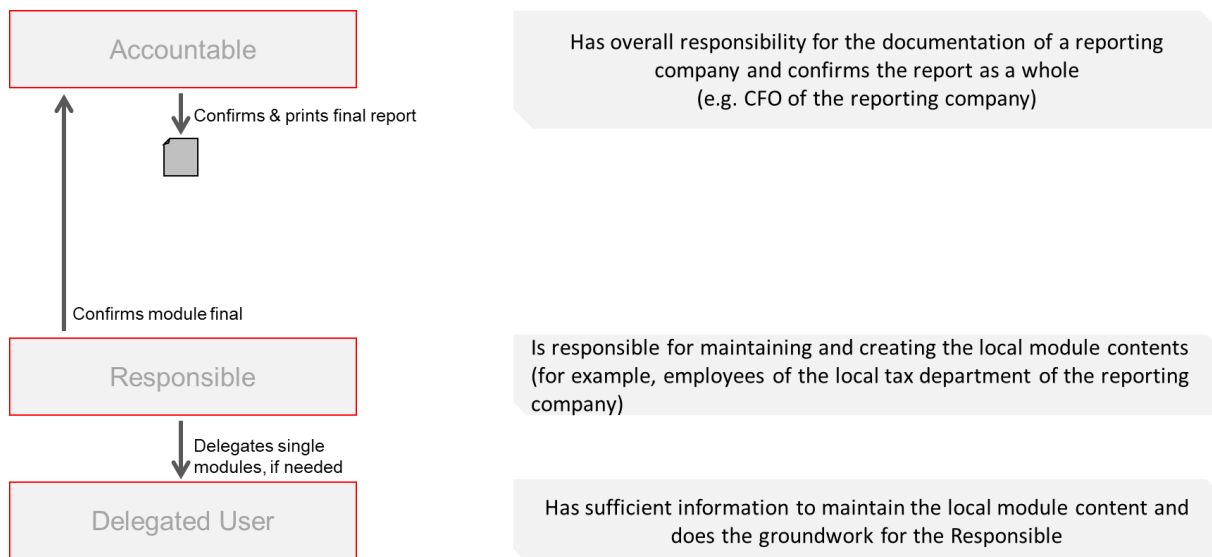 Accountable
Has overall responsibility for the documentation of a reporting
company and confirms the report as a whole
(e.g. CFO of the reporting company)
Confirms & prints final report
Confirms module final
Responsible
Is responsible for maintaining and creating the local module contents
(for example, employees of the local tax department of the reporting
company)
Delegates single
modules, if needed
Delegated User
Has sufficient information to maintain the local module content and
does the groundwork for the Responsible